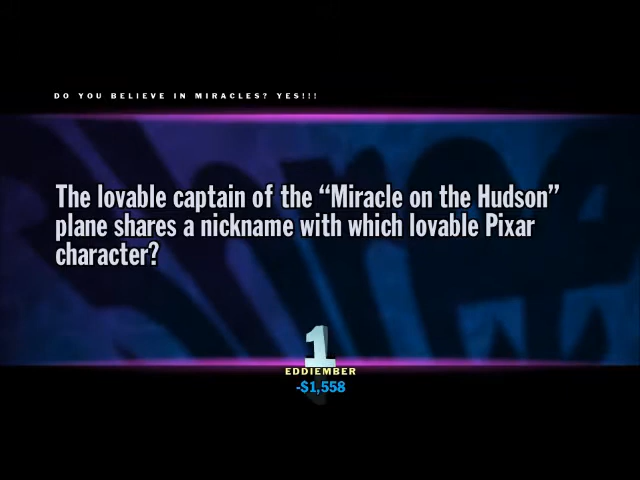 DO YOU BELIEVE IN MIRACLES? YES!!!
The lovable captain of the “Miracle on the Hudson”
plane shares a nickname with which lovable Pixar
character?
1
EDDIEMBER
-$1,558